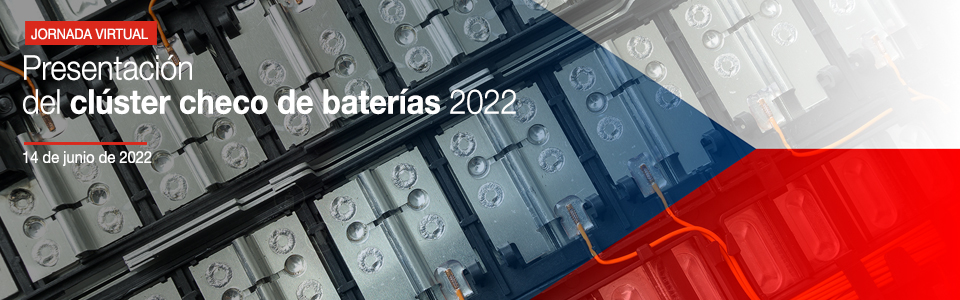 JORNADA VIRTUAL
Presentación
del clúster checo de baterías 2022
14 de junio de 2022